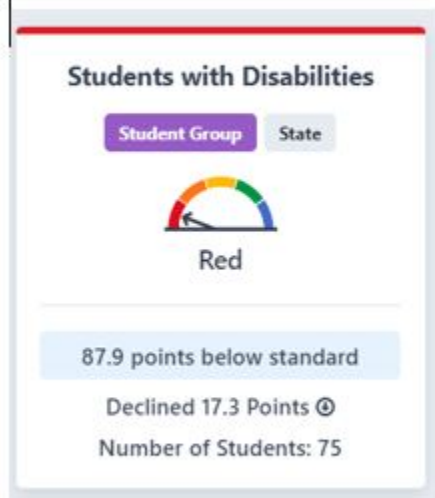 Students with Disabilities
Student Group State
Red
87.9 points below standard
Declined 17.3 Points
Number of Students: 75